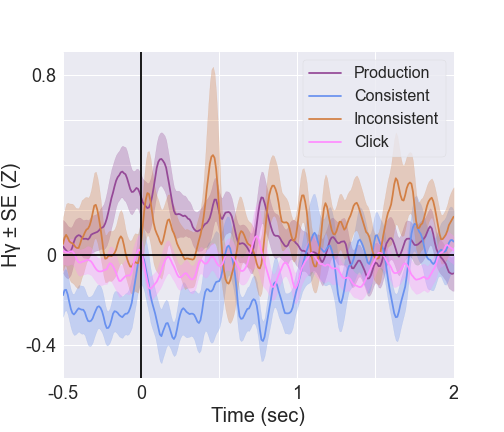 Production
Consistent
Inconsistent
Click
0.8
0
-0.4
Hγ ± SE (Z)
-0.5
0
1
2
Time (sec)